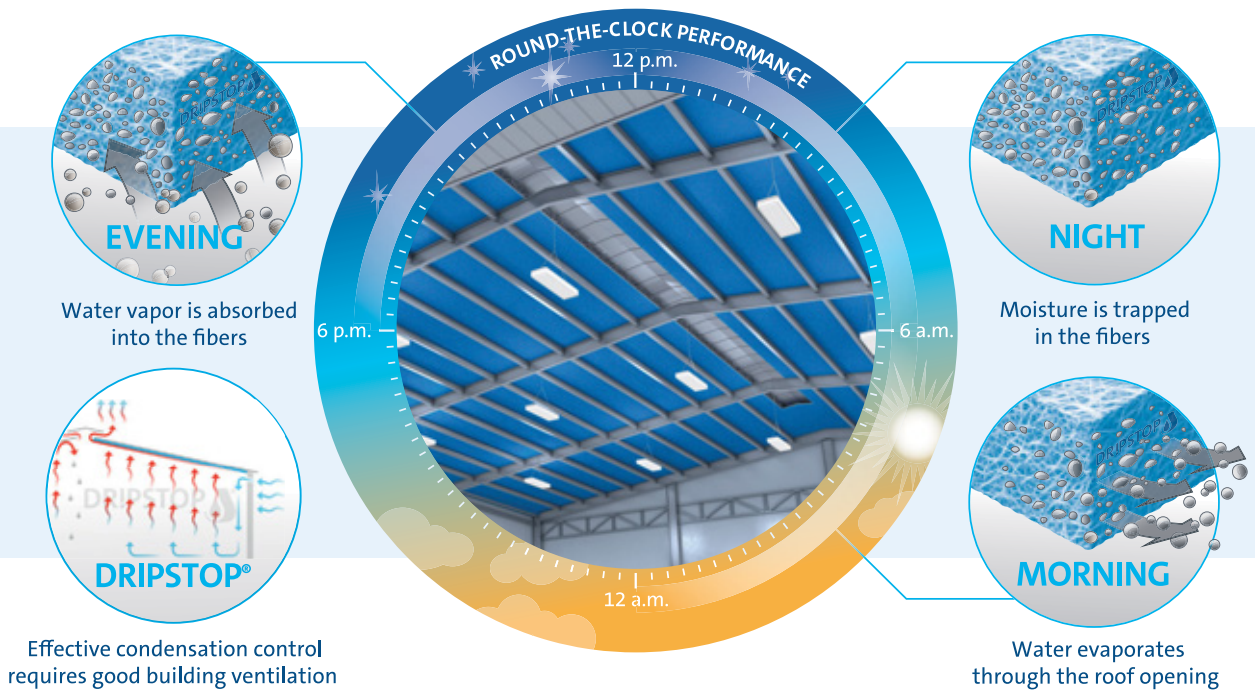 ROUND-THE-CLOCK PERFORMANCE
12 p.m.
6 p.m.
6 a.m.
12 a.m.
DRIPSTOP
EVENING
Water vapor is absorbed
into the fibers
DRIPSTOP
NIGHT
Moisture is trapped
in the fibers
DRIPSTOP
DRIPSTOP®
Effective condensation control
requires good building ventilation
DRIPSTOP
MORNING
Water evaporates
through the roof opening